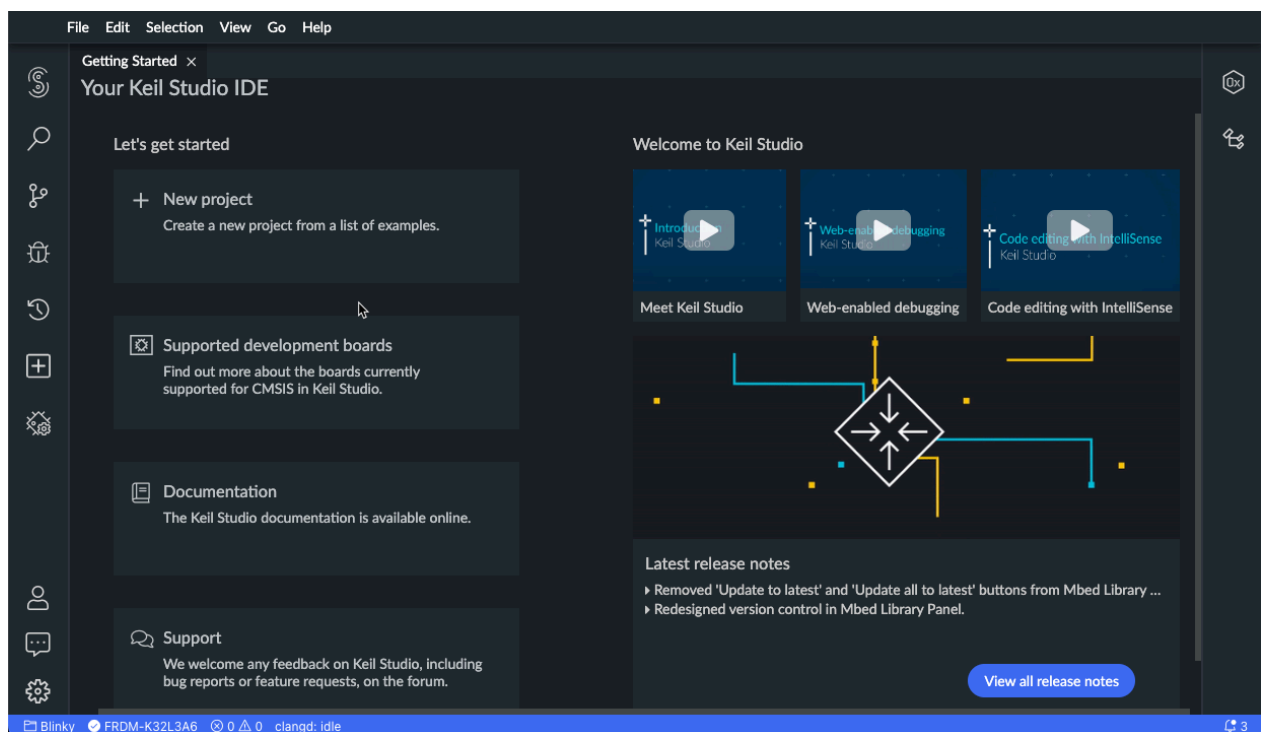 File Edit Selection View Go Help
Getting Started ×
Your Keil Studio IDE
Let's get started
New project
Create a new project from a list of examples.
Supported development boards
Find out more about the boards currently
supported for CMSIS in Keil Studio.
Documentation
The Keil Studio documentation is available online.
Support
We welcome any feedback on Keil Studio, including
bug reports or feature requests, on the forum.
Welcome to Keil Studio
Introduction
Keil Studio
Meet Keil Studio
Web-enabled debugging
Keil Studio
Web-enabled debugging
Code editing with IntelliSense
Keil Studio
Code editing with IntelliSense
Latest release notes
Removed 'Update to latest' and 'Update all to latest' buttons from Mbed Library ...
Redesigned version control in Mbed Library Panel.
View all release notes
0x
Blinky FRDM-K32L3A6 0 0 clangd: idle 3